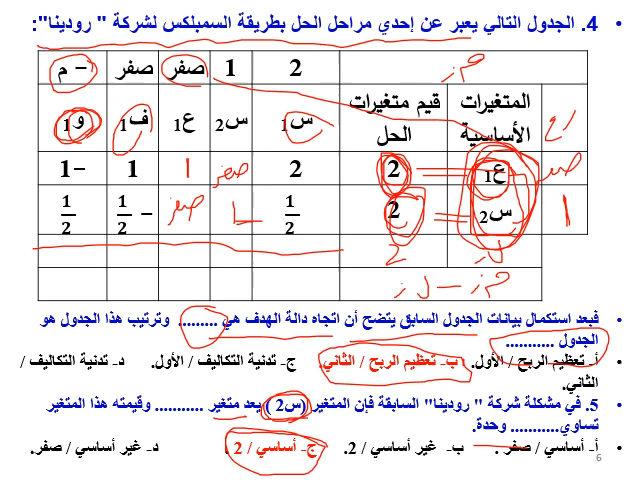 4. الجدول التالي يعبر عن إحدي مراحل الحل بطريقة السمبلكس لشركة " رودينا":
حـ ر 2 1 صفر صفر – م
ر ك المتغيرات الأساسية قيم متغيرات الحل س1 س2 ع1 ف1 و1
صفر ع1 2 2 صفر 1 1 1–
1 س2 2 1/2 1 صفر – 1/2 1/2
ل ر 2
حـ ر – ل ر
فبعد استكمال بيانات الجدول السابق يتضح أن اتجاه دالة الهدف هي ......... وترتيب هذا الجدول هو
الجدول ............
أ- تعظيم الربح / الأول. ب- تعظيم الربح / الثاني. ج- تدنية التكاليف / الأول. د- تدنية التكاليف /
الثاني.
5. في مشكلة شركة " رودينا" السابقة فإن المتغير (س2 ) يعد متغير ........... وقيمته هذا المتغير
تساوي........... وحدة.
أ- أساسي / صفر . ب- غير أساسي / 2. ج- أساسي / 2 . د- غير أساسي / صفر.
6